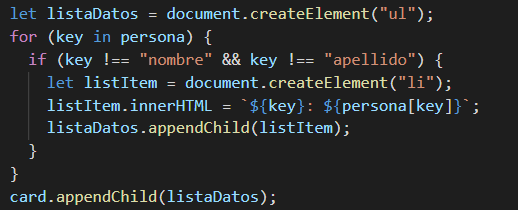 let listaDatos = document.createElement("ul");
for (key in persona) {
  if (key !== "nombre" && key !== "apellido") {
    let listItem = document.createElement("li");
    listItem.innerHTML = `${key}: ${persona[key]}`;
    listaDatos.appendChild(listItem);
  }
}
card.appendChild(listaDatos);